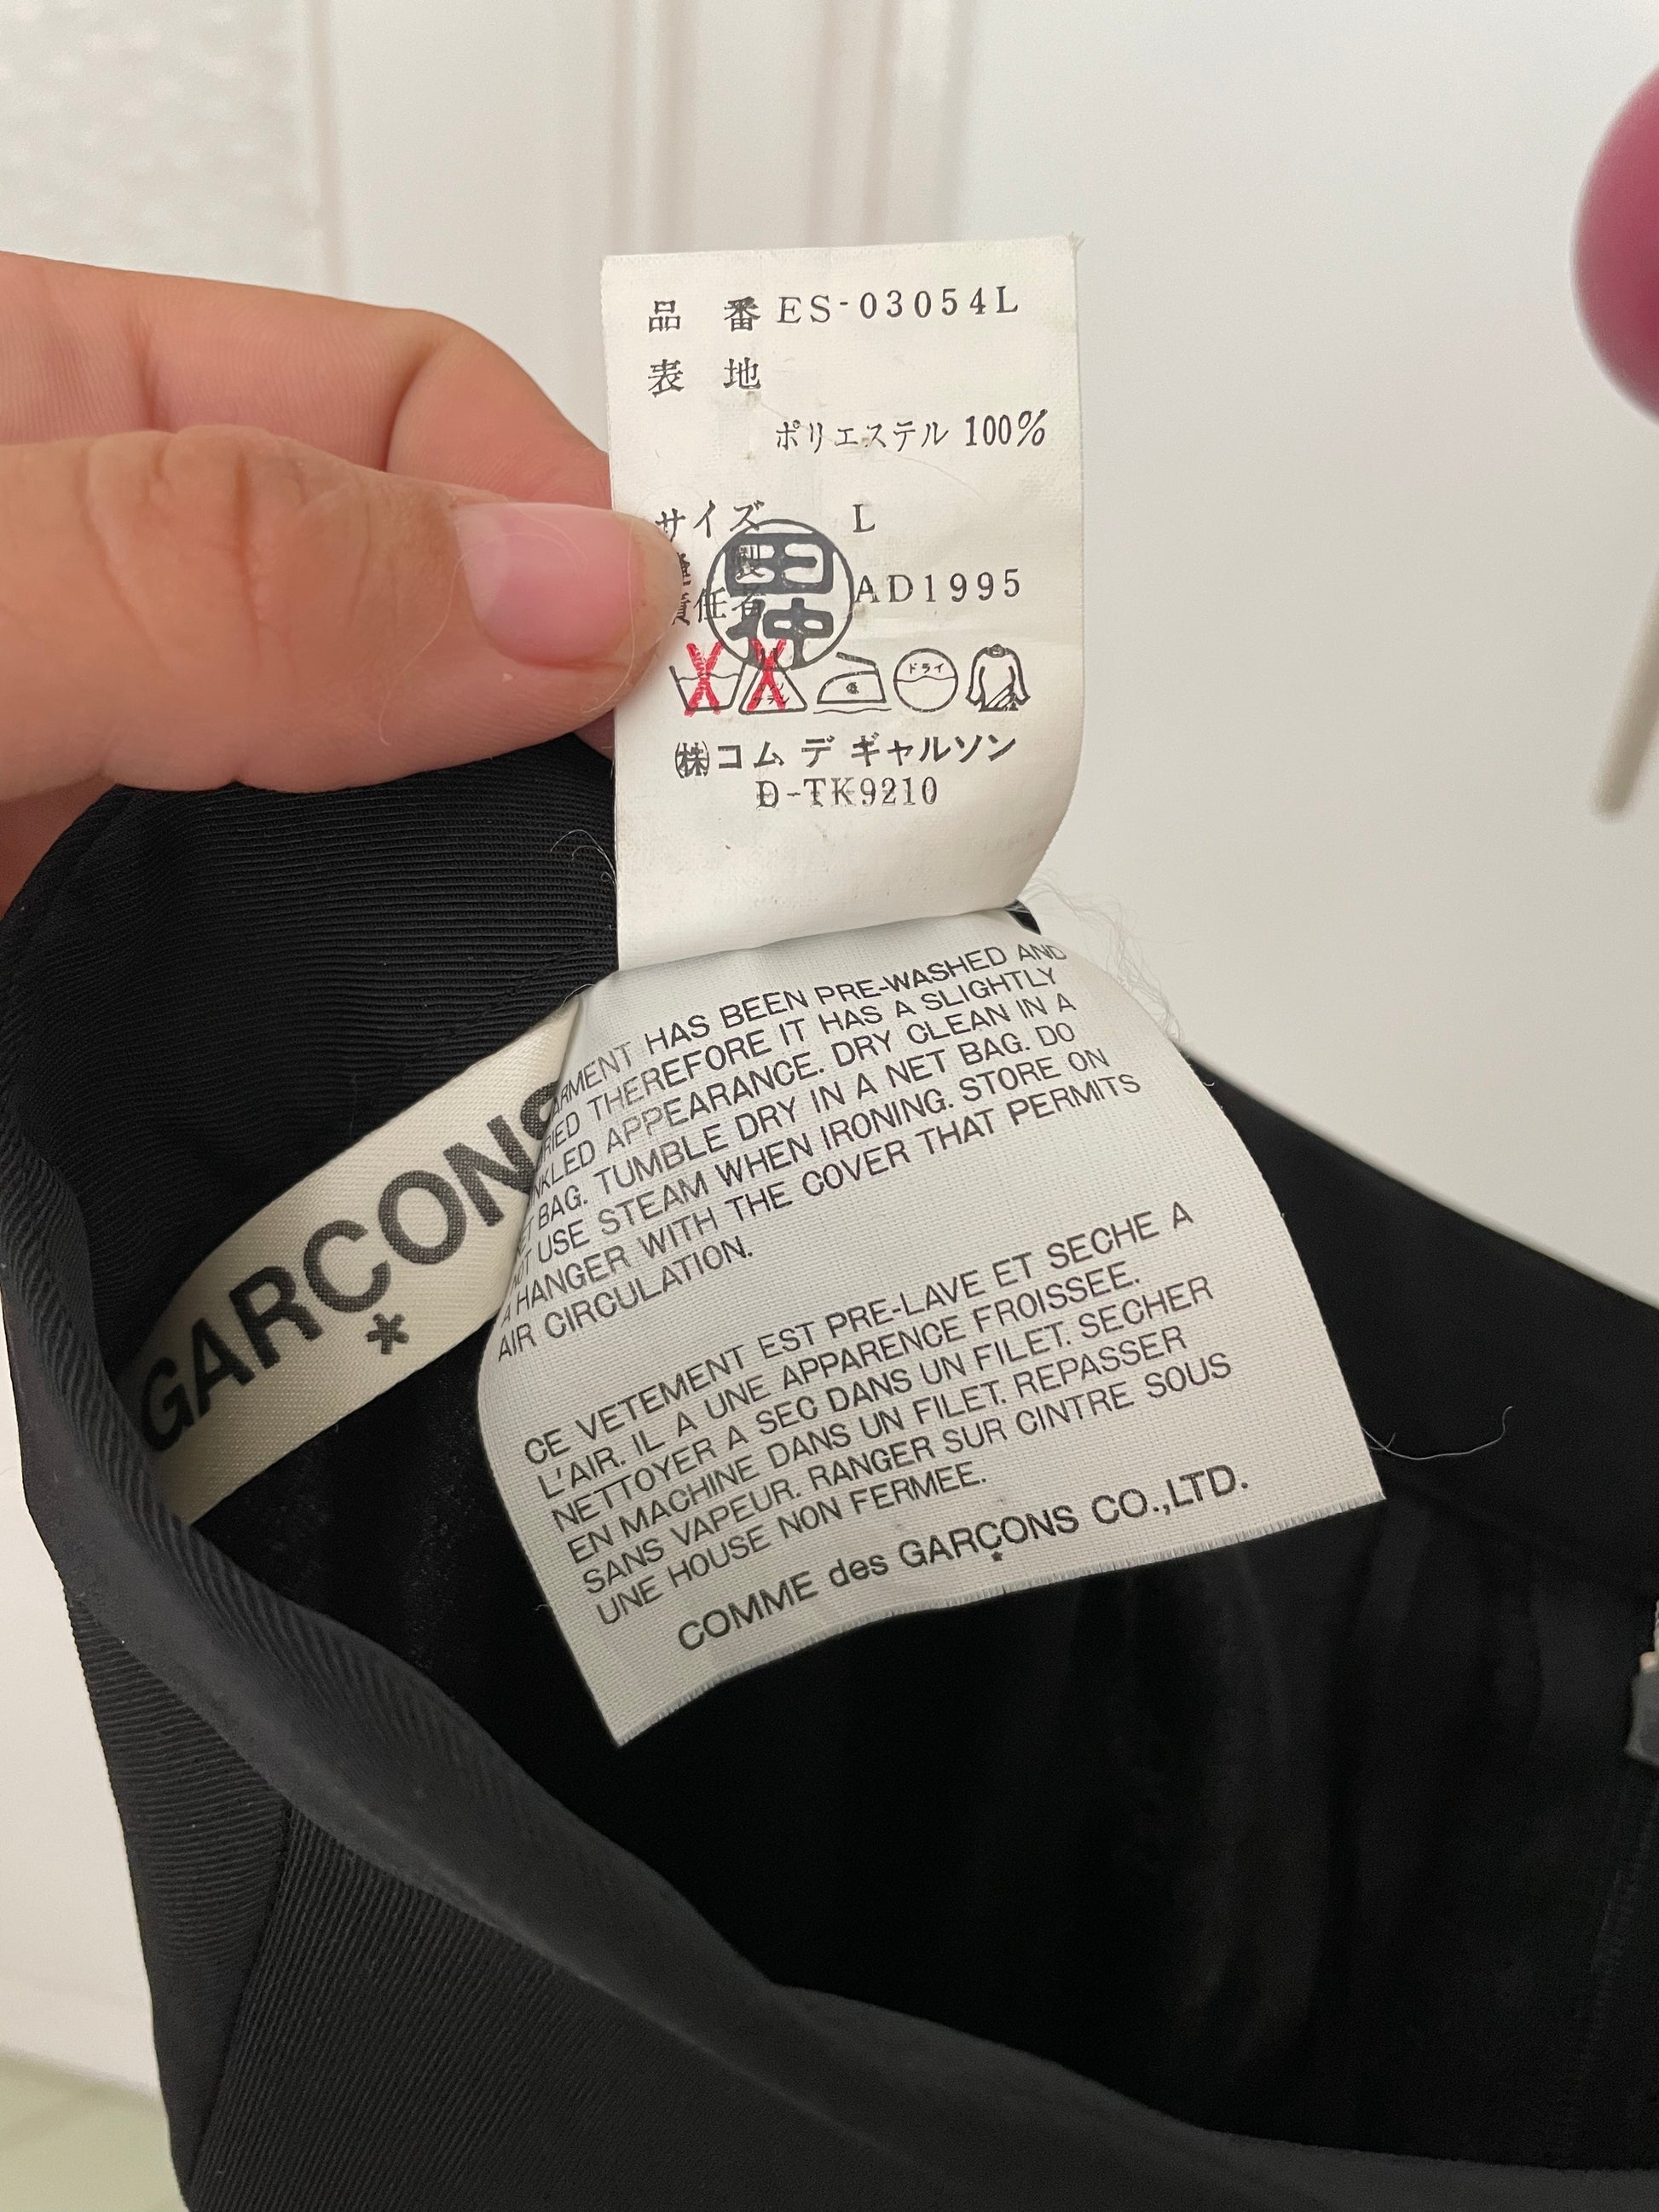 品 番 ES-03054L
表 地
ポリエステル 100%
サイズ L
責任者 AD1995
田
仲
ドライ
㈱コム デ ギャルソン
D-TK9210
HAS BEEN PRE-WASHED AND
THEREFORE IT HAS A SLIGHTLY
APPEARANCE. DRY CLEAN IN A
BAG. TUMBLE DRY IN A NET BAG. DO
USE STEAM WHEN IRONING. STORE ON
A HANGER WITH THE COVER THAT PERMITS
AIR CIRCULATION.
CE VETEMENT EST PRE-LAVE ET SECHE A
L'AIR. IL A UNE APPARENCE FROISSEE.
NETTOYER A SEC DANS UN FILET. SECHER
EN MACHINE DANS UN FILET. REPASSER
SANS VAPEUR. RANGER SUR CINTRE SOUS
UNE HOUSE NON FERMEE.
COMME des GARÇONS CO.,LTD.
GARÇONS